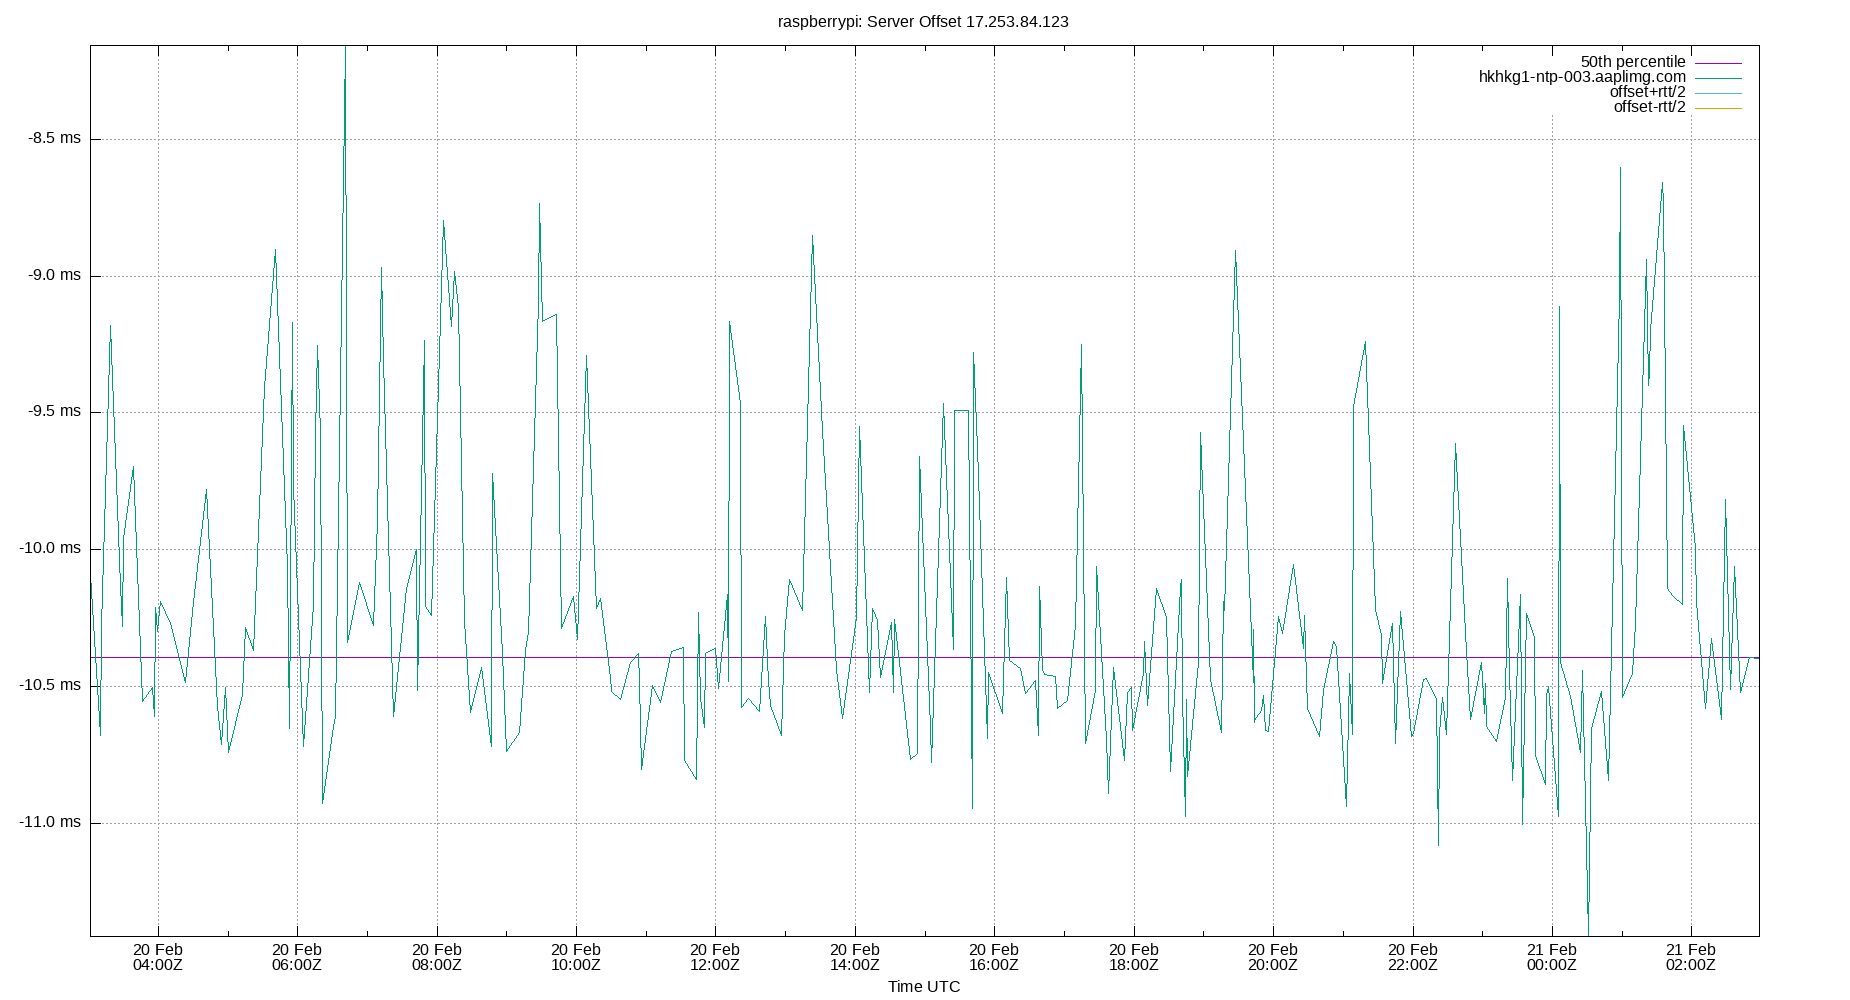 raspberrypi: Server Offset 17.253.84.123
50th percentile
hkhkg1-ntp-003.aaplimg.com
offset+rtt/2
offset-rtt/2
-8.5 ms
-9.0 ms
-9.5 ms
-10.0 ms
-10.5 ms
-11.0 ms
20 Feb 20 Feb 20 Feb 20 Feb 20 Feb 20 Feb 20 Feb 20 Feb 20 Feb 20 Feb 21 Feb 21 Feb
04:00Z 06:00Z 08:00Z 10:00Z 12:00Z 14:00Z 16:00Z 18:00Z 20:00Z 22:00Z 00:00Z 02:00Z
Time UTC